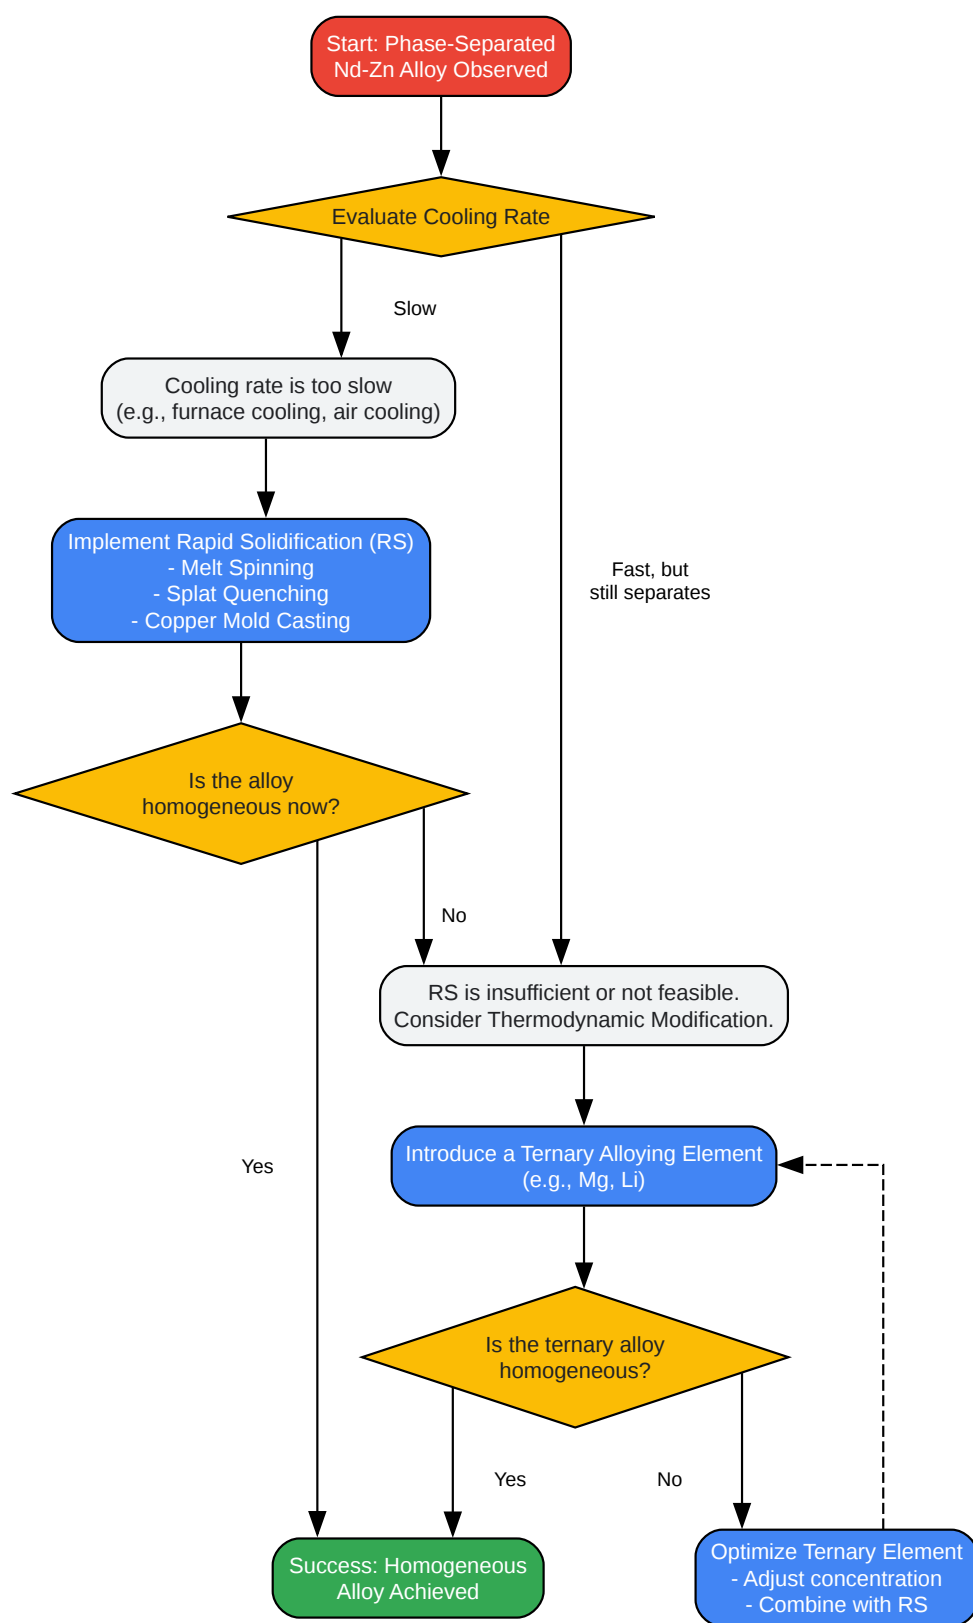 Start: Phase-Separated
Nd-Zn Alloy Observed
Evaluate Cooling Rate
Slow
Cooling rate is too slow
(e.g., furnace cooling, air cooling)
Implement Rapid Solidification (RS)
- Melt Spinning
- Splat Quenching
- Copper Mold Casting
Fast, but
still separates
Is the alloy
homogeneous now?
No
RS is insufficient or not feasible.
Consider Thermodynamic Modification.
Yes
Introduce a Ternary Alloying Element
(e.g., Mg, Li)
Is the ternary alloy
homogeneous?
Yes
No
Success: Homogeneous
Alloy Achieved
Optimize Ternary Element
- Adjust concentration
- Combine with RS